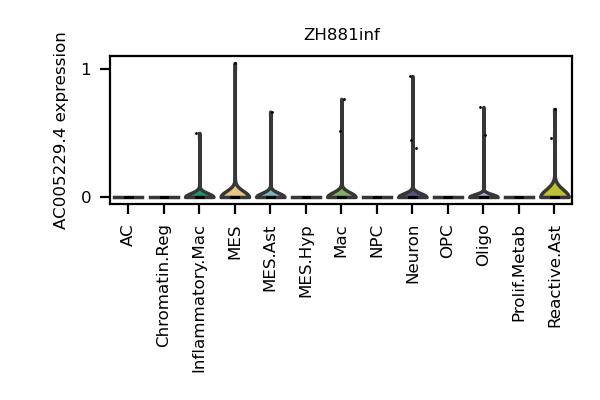 ZH881inf
AC005229.4 expression
1
0
AC
Chromatin.Reg
Inflammatory.Mac
MES
MES.Ast
MES.Hyp
Mac
NPC
Neuron
OPC
Oligo
Prolif.Metab
Reactive.Ast